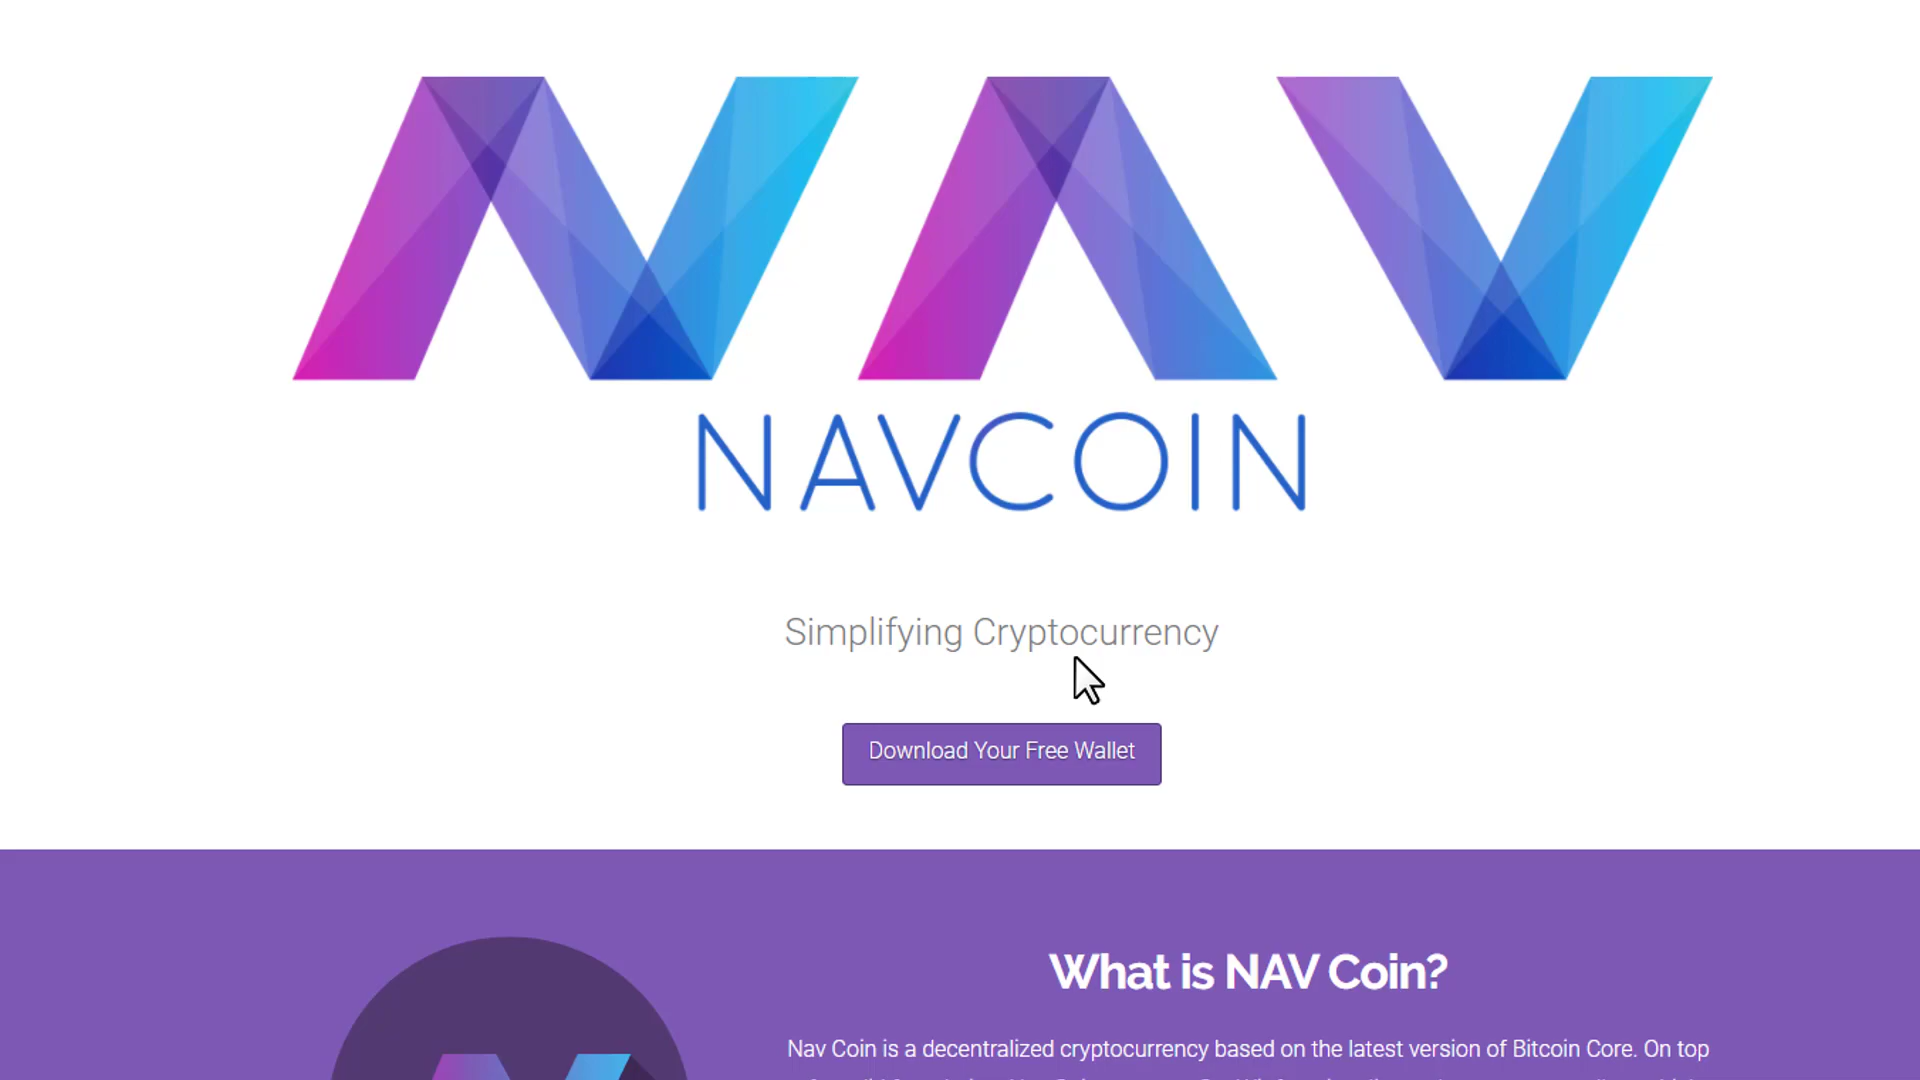 NAV
NAVCOIN
Simplifying Cryptocurrency
Download Your Free Wallet
What is NAV Coin?
Nav Coin is a decentralized cryptocurrency based on the latest version of Bitcoin Core. On top